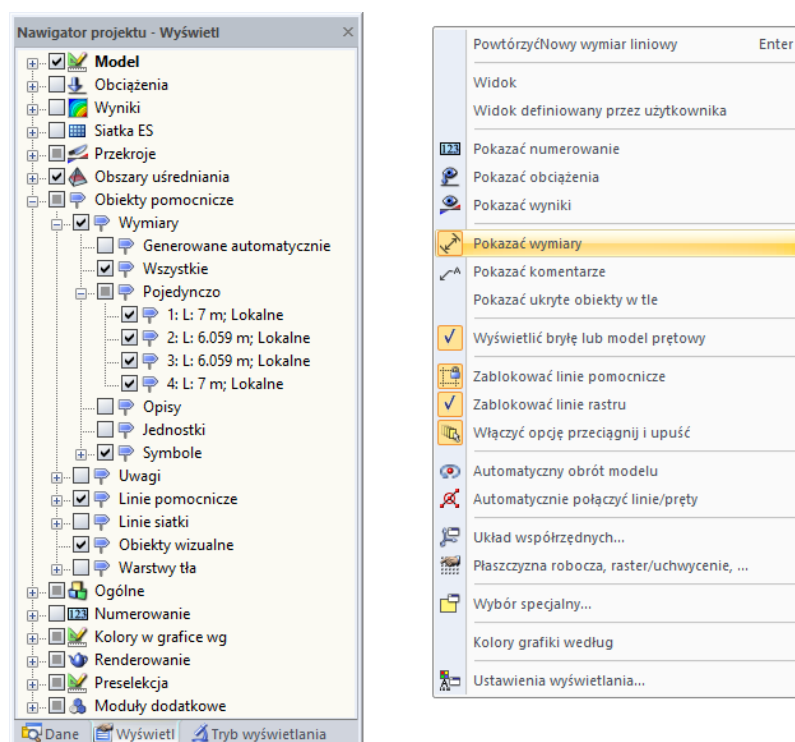 Nawigator projektu - Wyświetl
Model
Obciążenia
Wyniki
Siatka ES
Przekroje
Obszary uśredniania
Obiekty pomocnicze
Wymiary
Generowane automatycznie
Wszystkie
Pojedynczo
1: L: 7 m; Lokalne
2: L: 6.059 m; Lokalne
3: L: 6.059 m; Lokalne
4: L: 7 m; Lokalne
Opisy
Jednostki
Symbole
Uwagi
Linie pomocnicze
Linie siatki
Obiekty wizualne
Warstwy tła
Ogólne
123 Numerowanie
Kolory w grafice wg
Renderowanie
Preselekcja
Moduły dodatkowe
Dane Wyświetl Tryb wyświetlania
PowtórzyćNowy wymiar liniowy Enter
Widok
Widok definiowany przez użytkownika
123 Pokazać numerowanie
Pokazać obciążenia
Pokazać wyniki
Pokazać wymiary
A Pokazać komentarze
Pokazać ukryte obiekty w tle
Wyświetlić bryłę lub model prętowy
Zablokować linie pomocnicze
Zablokować linie rastru
Włączyć opcję przeciągnij i upuść
Automatyczny obrót modelu
Automatycznie połączyć linie/pręty
Układ współrzędnych...
Płaszczyzna robocza, raster/uchwycenie, ...
Wybór specjalny...
Kolory grafiki według
Ustawienia wyświetlania...